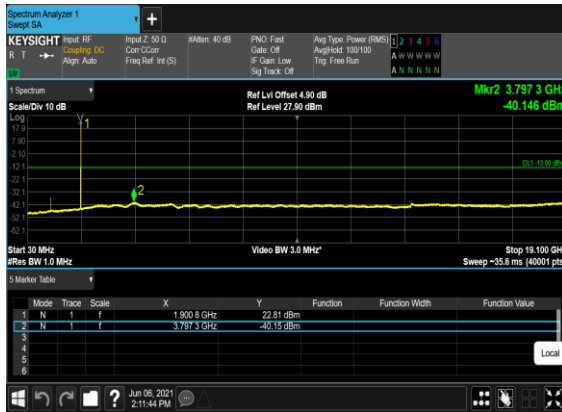 Spectrum Analyzer 1
Swept SA
+
KEYSIGHT Input: RF Input Z: 50 Ω #Atten: 40 dB PNO: Fast Avg Type: Power (RMS) 1 2 3 4 5 6
R T Coupling: DC Corr CCorr Gate: Off Avg|Hold: 100/100 A W W W W W
Align: Auto Freq Ref: Int (S) IF Gain: Low Trig: Free Run
Sig Track: Off A N N N N N
1 Spectrum Ref Lvl Offset 4.90 dB Mkr2 3.797 3 GHz
Scale/Div 10 dB Ref Level 27.90 dBm -40.146 dBm
Log
17.9
1
7.90
-2.10
-12.1
DL1 -13.00 dBm
-22.1
-32.1
2
-42.1
-52.1
-62.1
Start 30 MHz Video BW 3.0 MHz* Stop 19.100 GHz
#Res BW 1.0 MHz Sweep ~35.6 ms (40001 pts)
5 Marker Table
Mode Trace Scale X Y Function Function Width Function Value
1 N 1 f 1.900 8 GHz 22.81 dBm
2 N 1 f 3.797 3 GHz -40.15 dBm
3
4
5
6
Local
? Jun 06, 2021
2:11:44 PM